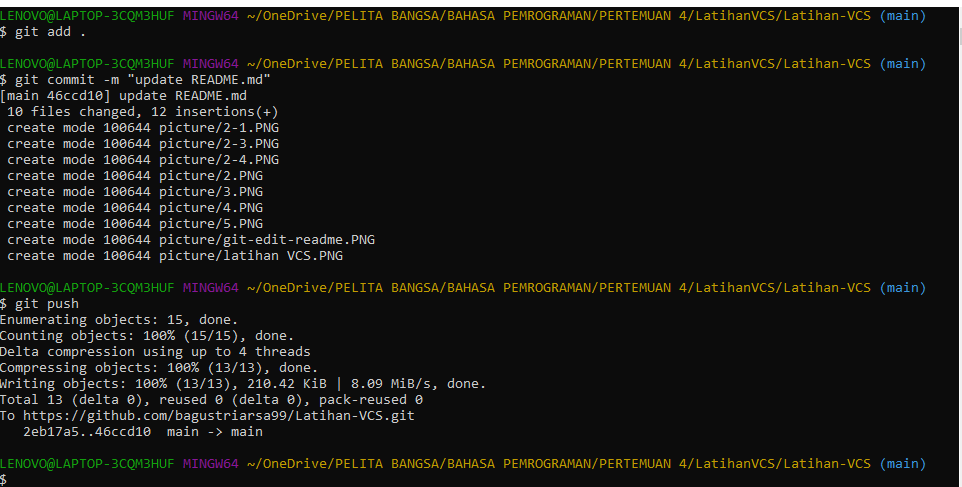 LENOVO@LAPTOP-3CQM3HUF MINGW64 ~/OneDrive/PELITA BANGSA/BAHASA PEMROGRAMAN/PERTEMUAN 4/LatihanVCS/Latihan-VCS (main)
$ git add .
LENOVO@LAPTOP-3CQM3HUF MINGW64 ~/OneDrive/PELITA BANGSA/BAHASA PEMROGRAMAN/PERTEMUAN 4/LatihanVCS/Latihan-VCS (main)
$ git commit -m "update README.md"
[main 46ccd10] update README.md
10 files changed, 12 insertions(+)
create mode 100644 picture/2-1.PNG
create mode 100644 picture/2-3.PNG
create mode 100644 picture/2-4.PNG
create mode 100644 picture/2.PNG
create mode 100644 picture/3.PNG
create mode 100644 picture/4.PNG
create mode 100644 picture/5.PNG
create mode 100644 picture/git-edit-readme.PNG
create mode 100644 picture/latihan VCS.PNG
LENOVO@LAPTOP-3CQM3HUF MINGW64 ~/OneDrive/PELITA BANGSA/BAHASA PEMROGRAMAN/PERTEMUAN 4/LatihanVCS/Latihan-VCS (main)
$ git push
Enumerating objects: 15, done.
Counting objects: 100% (15/15), done.
Delta compression using up to 4 threads
Compressing objects: 100% (13/13), done.
Writing objects: 100% (13/13), 210.42 KiB | 8.09 MiB/s, done.
Total 13 (delta 0), reused 0 (delta 0), pack-reused 0
To https://github.com/bagustriarsa99/Latihan-VCS.git
2eb17a5..46ccd10  main -> main
LENOVO@LAPTOP-3CQM3HUF MINGW64 ~/OneDrive/PELITA BANGSA/BAHASA PEMROGRAMAN/PERTEMUAN 4/LatihanVCS/Latihan-VCS (main)
$